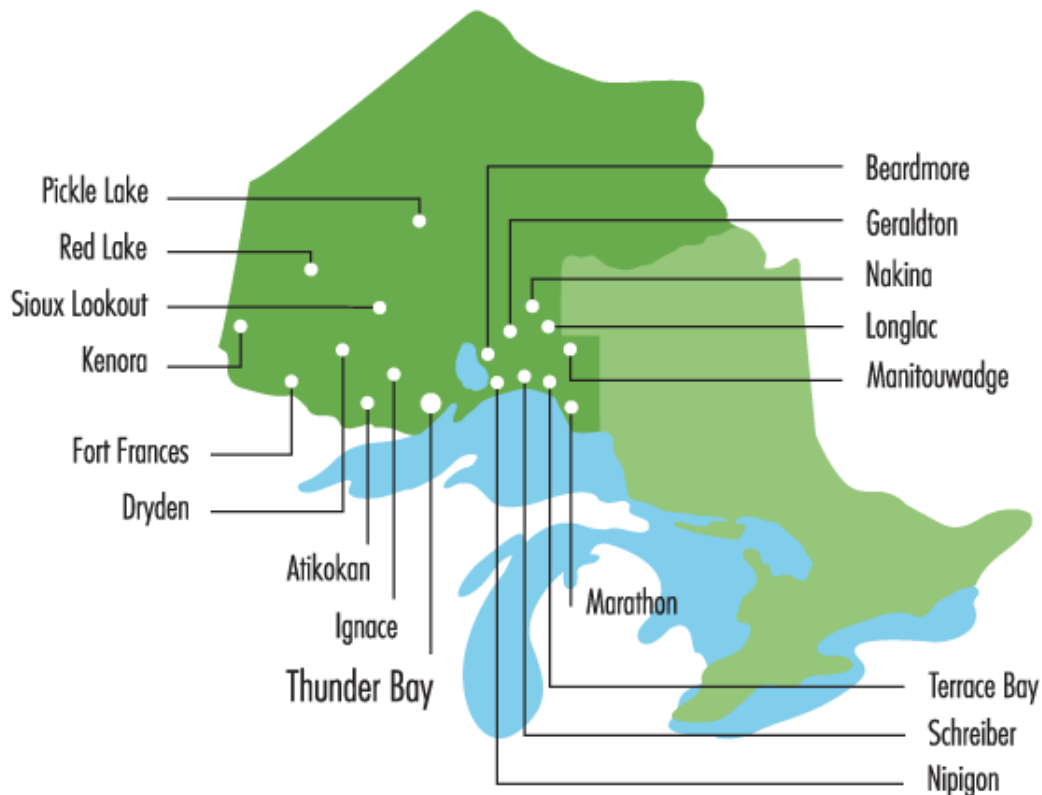 Pickle Lake
Red Lake
Sioux Lookout
Kenora
Fort Frances
Dryden
Atikokan
Ignace
Thunder Bay
Beardmore
Geraldton
Nakina
Longlac
Manitouwadge
Marathon
Terrace Bay
Schreiber
Nipigon